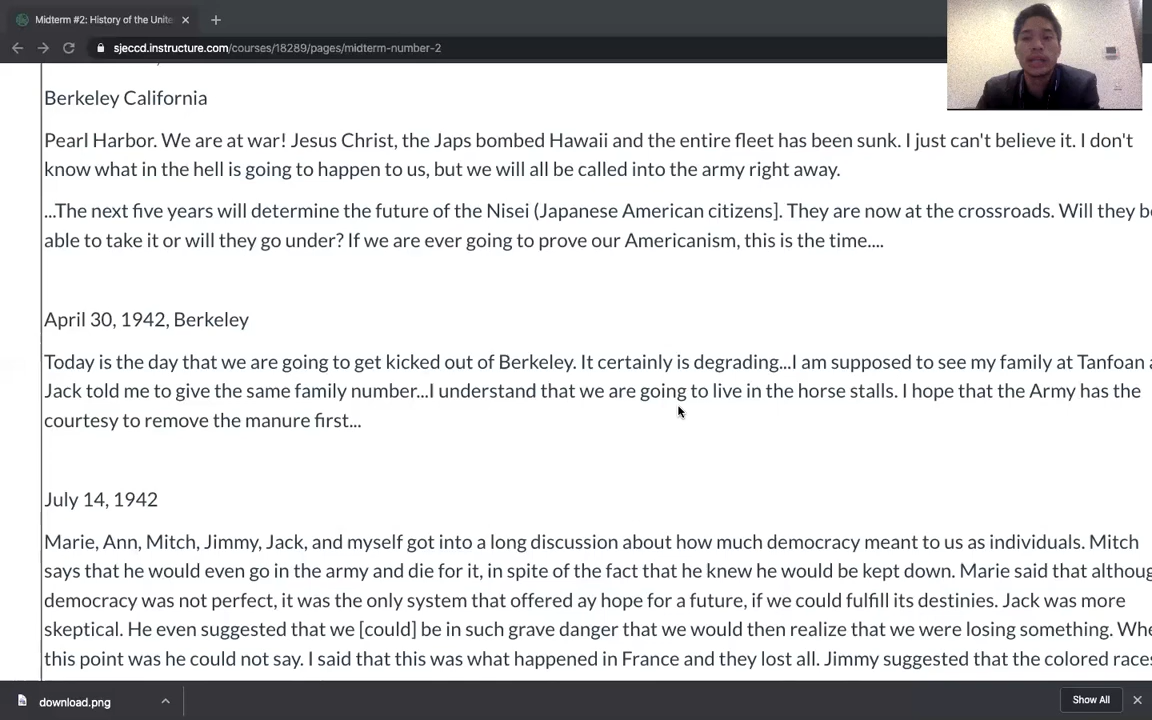 Midterm #2: History of the Unite
sjeccd.instructure.com/courses/18289/pages/midterm-number-2
Berkeley California
Pearl Harbor. We are at war! Jesus Christ, the Japs bombed Hawaii and the entire fleet has been sunk. I just can't believe it. I don't
know what in the hell is going to happen to us, but we will all be called into the army right away.
...The next five years will determine the future of the Nisei (Japanese American citizens]. They are now at the crossroads. Will they
able to take it or will they go under? If we are ever going to prove our Americanism, this is the time....
April 30, 1942, Berkeley
Today is the day that we are going to get kicked out of Berkeley. It certainly is degrading...I am supposed to see my family at Tanfoan
Jack told me to give the same family number...I understand that we are going to live in the horse stalls. I hope that the Army has the
courtesy to remove the manure first...
July 14, 1942
Marie, Ann, Mitch, Jimmy, Jack, and myself got into a long discussion about how much democracy meant to us as individuals. Mitch
says that he would even go in the army and die for it, in spite of the fact that he knew he would be kept down. Marie said that althoug
democracy was not perfect, it was the only system that offered ay hope for a future, if we could fulfill its destinies. Jack was more
skeptical. He even suggested that we [could] be in such grave danger that we would then realize that we were losing something. Whe
this point was he could not say. I said that this was what happened in France and they lost all. Jimmy suggested that the colored races
download.png
Show All